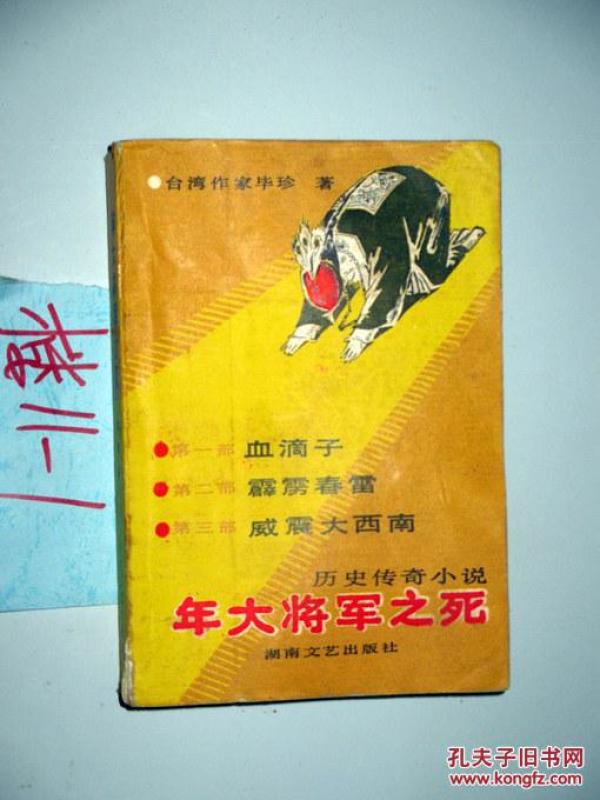 台湾作家毕珍 著
第一部 血滴子
第二部 霹雳春雷
第三部 威震大西南
历史传奇小说
年大将军之死
湖南文艺出版社
1-11
孔夫子旧书网
www.kongfz.com